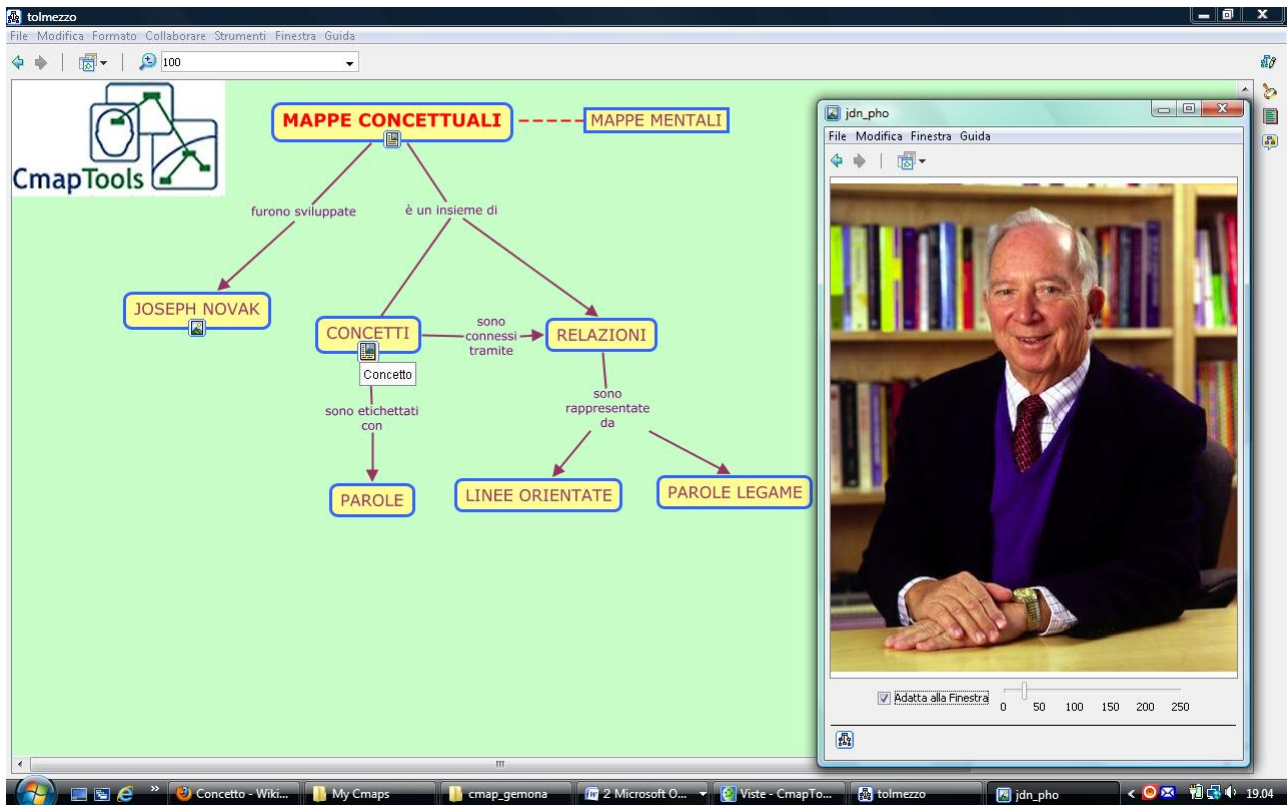 tolmezzo
File Modifica Formato Collaborare Strumenti Finestra Guida
100
CmapTools
MAPPE CONCETTUALI
MAPPE MENTALI
furono sviluppate
è un insieme di
JOSEPH NOVAK
CONCETTI
sono
connessi
tramite
RELAZIONI
Concetto
sono etichettati
con
sono
rappresentate
da
PAROLE
LINEE ORIENTATE
PAROLE LEGAME
jdn_pho
File Modifica Finestra Guida
Adatta alla Finestra
0 50 100 150 200 250
Concetto - Wiki...
My Cmaps
cmap_gemona
2 Microsoft O...
Viste - CmapTo...
tolmezzo
jdn_pho
19.04